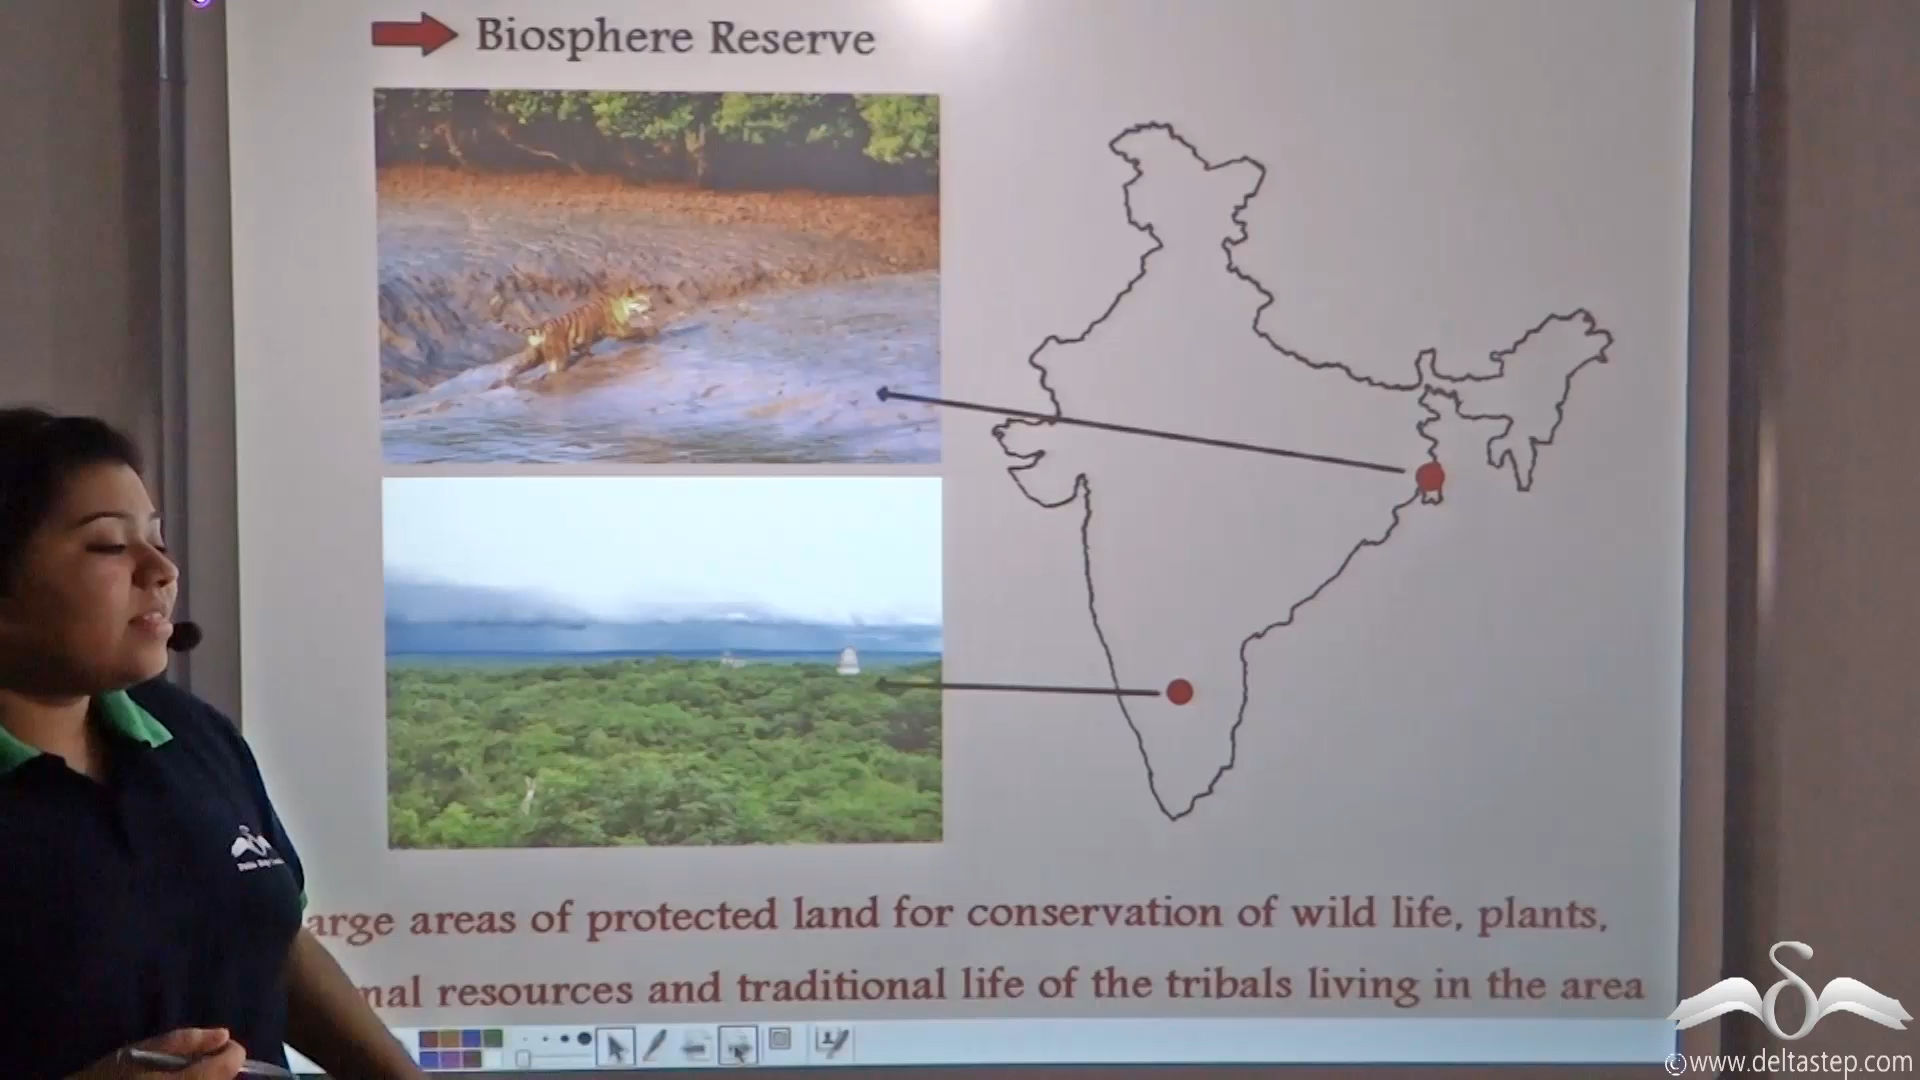 Biosphere Reserve
arge areas of protected land for conservation of wild life, plants,
nal resources and traditional life of the tribals living in the area
©www.deltastep.com